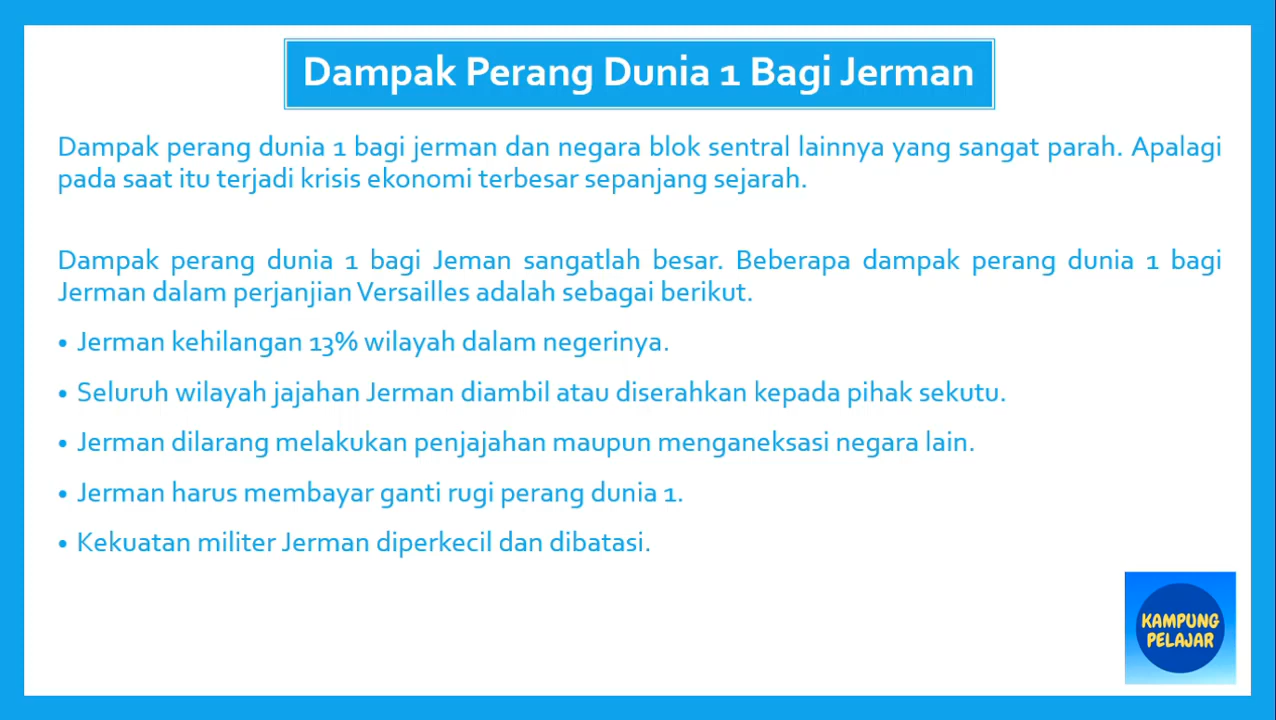 Dampak Perang Dunia 1 Bagi Jerman
Dampak perang dunia 1 bagi jerman dan negara blok sentral lainnya yang sangat parah. Apalagi
pada saat itu terjadi krisis ekonomi terbesar sepanjang sejarah.
Dampak perang dunia 1 bagi Jeman sangatlah besar. Beberapa dampak perang dunia 1 bagi
Jerman dalam perjanjian Versailles adalah sebagai berikut.
• Jerman kehilangan 13% wilayah dalam negerinya.
• Seluruh wilayah jajahan Jerman diambil atau diserahkan kepada pihak sekutu.
• Jerman dilarang melakukan penjajahan maupun menganeksasi negara lain.
• Jerman harus membayar ganti rugi perang dunia 1.
• Kekuatan militer Jerman diperkecil dan dibatasi.
KAMPUNG
PELAJAR